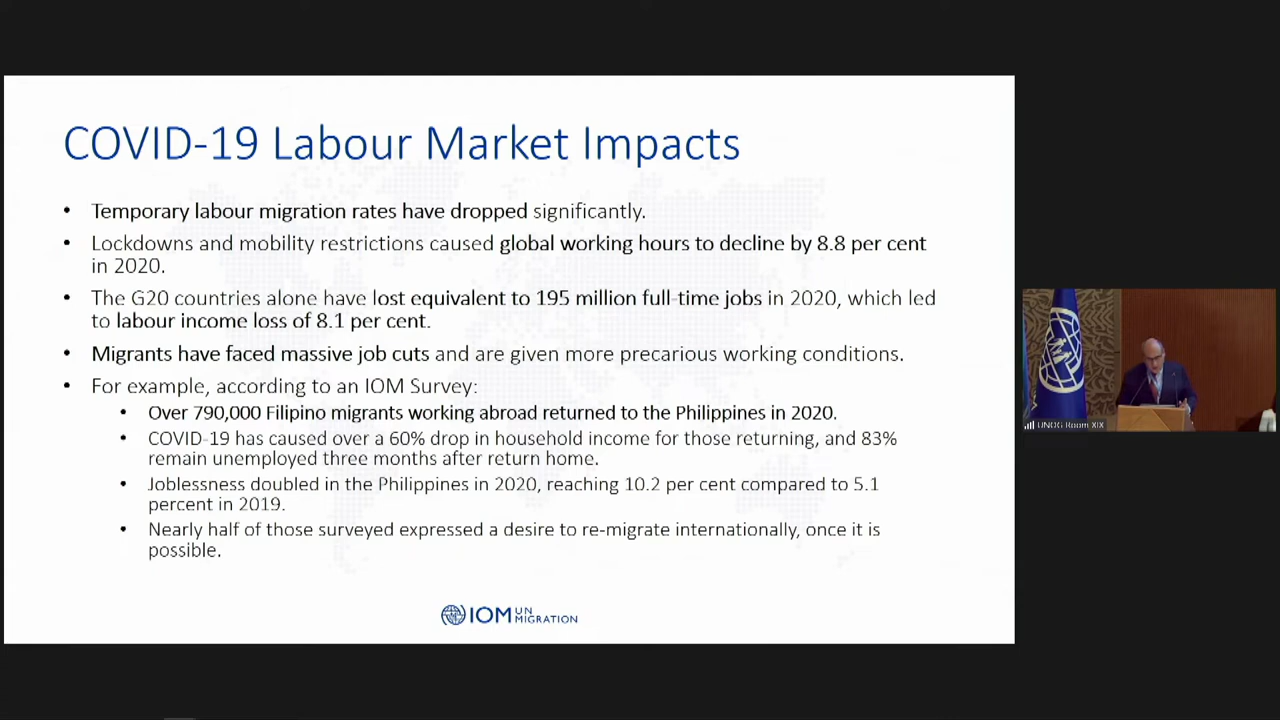 COVID-19 Labour Market Impacts
• Temporary labour migration rates have dropped significantly.
• Lockdowns and mobility restrictions caused global working hours to decline by 8.8 per cent
in 2020.
• The G20 countries alone have lost equivalent to 195 million full-time jobs in 2020, which led
to labour income loss of 8.1 per cent.
• Migrants have faced massive job cuts and are given more precarious working conditions.
• For example, according to an IOM Survey:
• Over 790,000 Filipino migrants working abroad returned to the Philippines in 2020.
• COVID-19 has caused over a 60% drop in household income for those returning, and 83%
remain unemployed three months after return home.
• Joblessness doubled in the Philippines in 2020, reaching 10.2 per cent compared to 5.1
percent in 2019.
• Nearly half of those surveyed expressed a desire to re-migrate internationally, once it is
possible.
IOM UN
MIGRATION
UNOG Room XIX